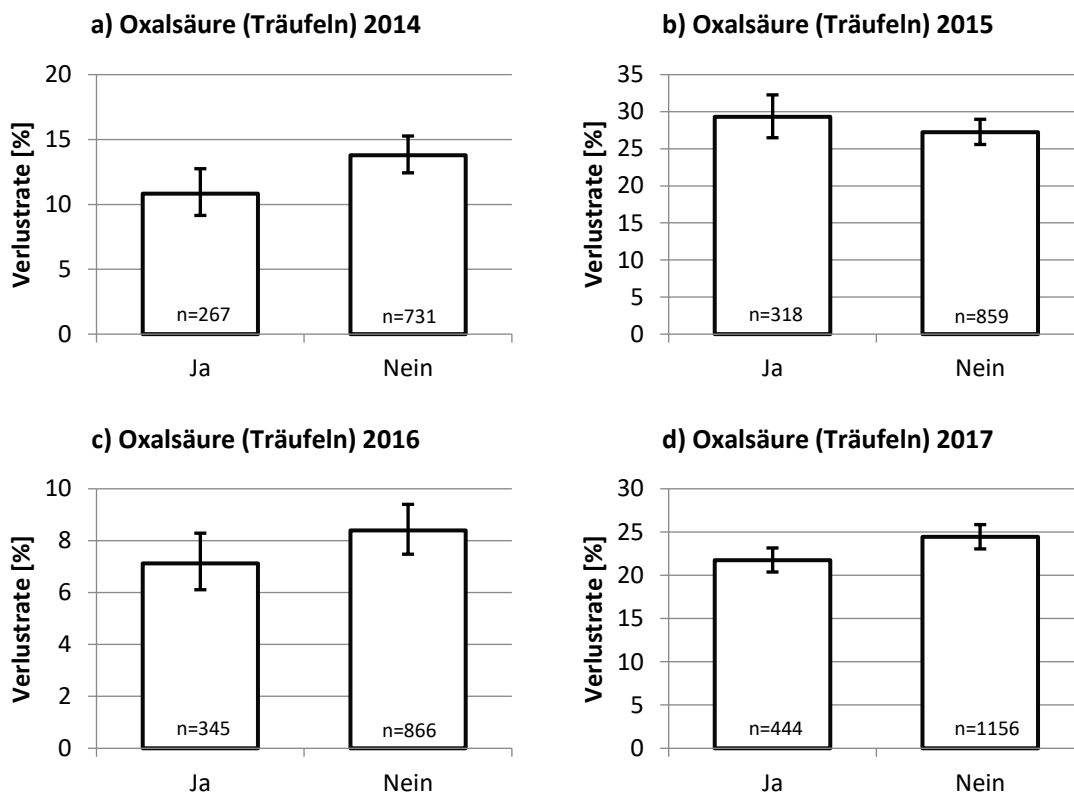 a) Oxalsäure (Träufeln) 2014
20
15
10
5
0
Verlustrate [%]
n=267
n=731
Ja
Nein
b) Oxalsäure (Träufeln) 2015
35
30
25
20
15
10
5
0
Verlustrate [%]
n=318
n=859
Ja
Nein
c) Oxalsäure (Träufeln) 2016
10
8
6
4
2
0
Verlustrate [%]
n=345
n=866
Ja
Nein
d) Oxalsäure (Träufeln) 2017
30
25
20
15
10
5
0
Verlustrate [%]
n=444
n=1156
Ja
Nein